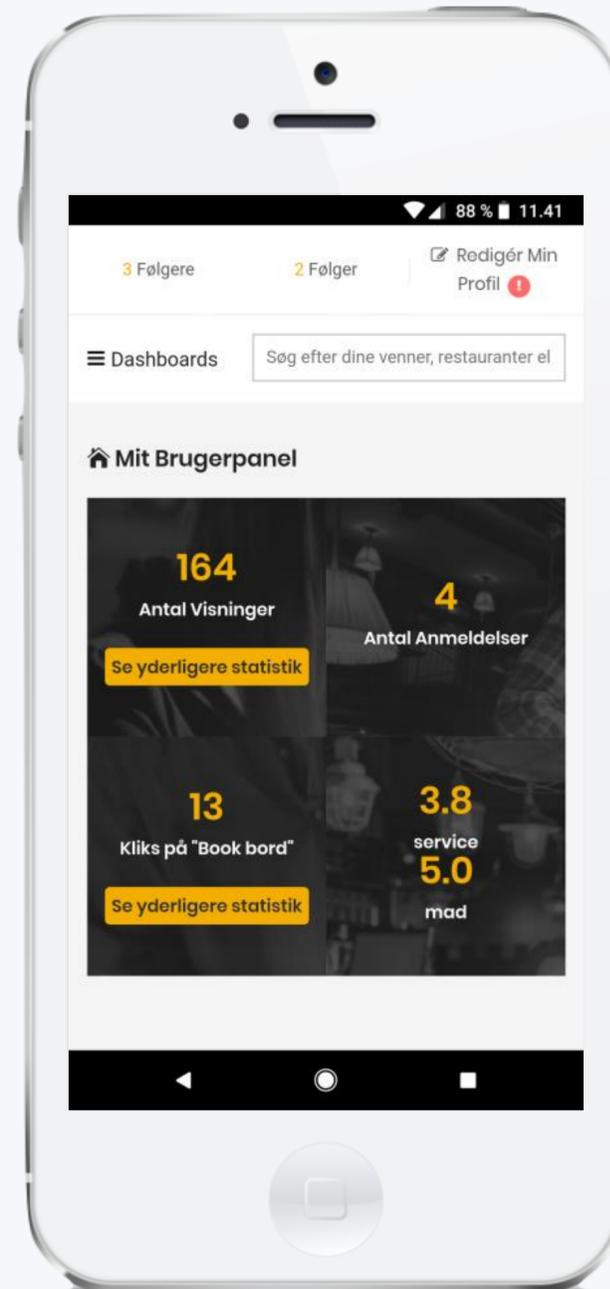 88 % 11.41
3 Følgere
2 Følger
Redigér Min
Profil !
Dashboards
Søg efter dine venner, restauranter el
Mit Brugerpanel
164
Antal Visninger
Se yderligere statistik
4
Antal Anmeldelser
13
Kliks på "Book bord"
Se yderligere statistik
3.8
service
5.0
mad